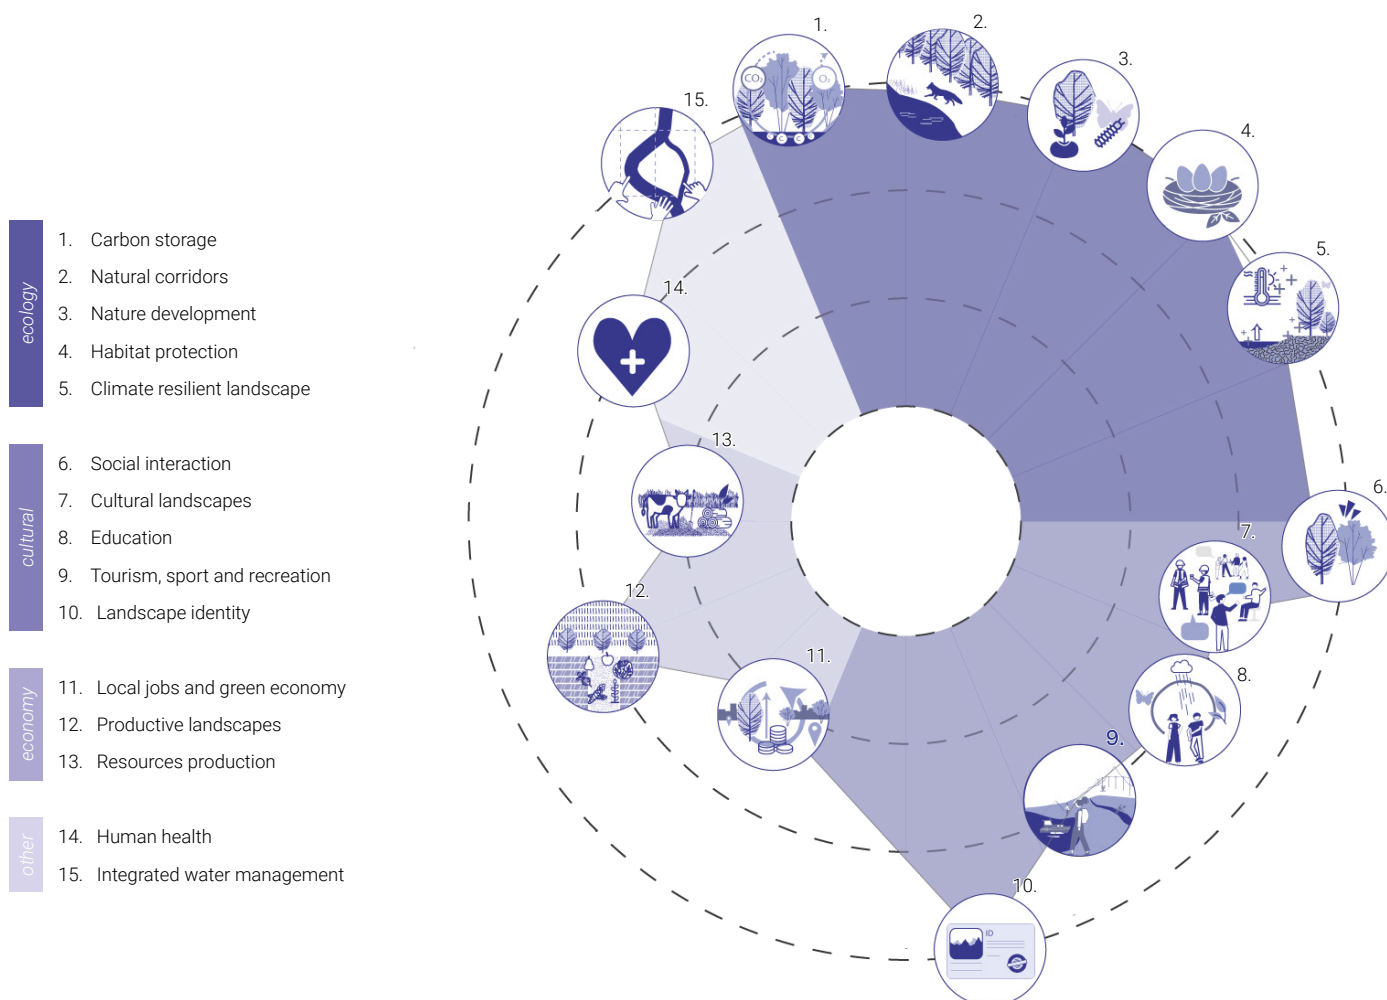 ecology
1. Carbon storage
2. Natural corridors
3. Nature development
4. Habitat protection
5. Climate resilient landscape
cultural
6. Social interaction
7. Cultural landscapes
8. Education
9. Tourism, sport and recreation
10. Landscape identity
economy
11. Local jobs and green economy
12. Productive landscapes
13. Resources production
other
14. Human health
15. Integrated water management
1.
CO₂
O₂
C C C
2.
3.
4.
5.
6.
7.
8.
9.
10.
ID
11.
12.
13.
14.
15.